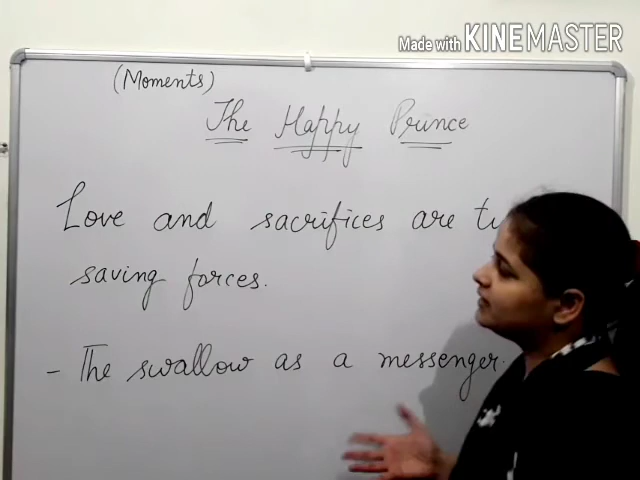 Made with KINEMASTER
(Moments)
The Happy Prince
Love and sacrifices are
saving forces.
- The swallow as a messenger.